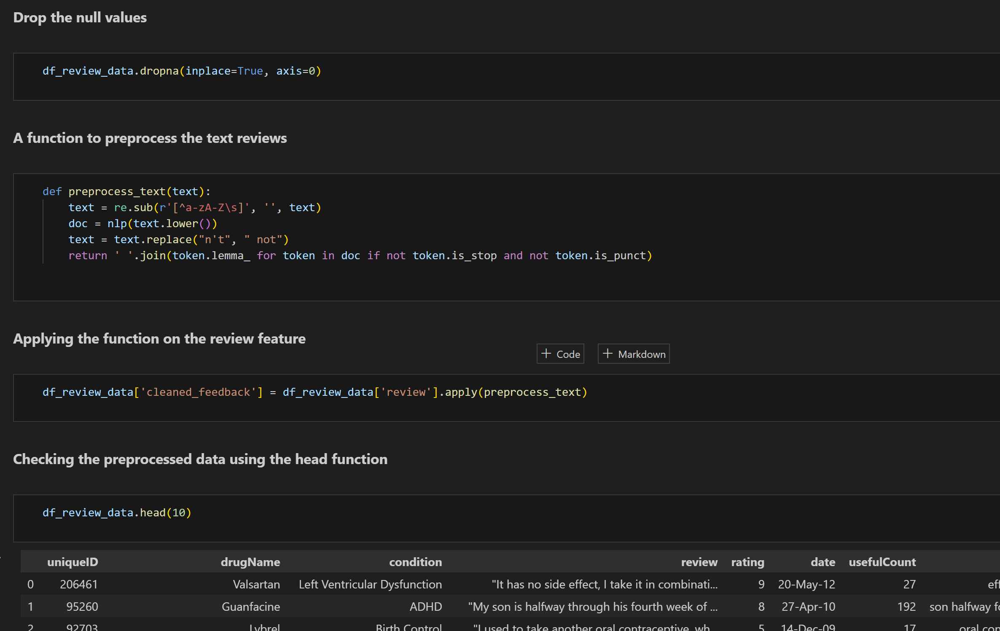 Drop the null values
df_review_data.dropna(inplace=True, axis=0)
A function to preprocess the text reviews
def preprocess_text(text):
    text = re.sub(r'[^a-zA-Z\s]', '', text)
    doc = nlp(text.lower())
    text = text.replace("n't", " not")
    return ' '.join(token.lemma_ for token in doc if not token.is_stop and not token.is_punct)
Applying the function on the review feature
+ Code + Markdown
df_review_data['cleaned_feedback'] = df_review_data['review'].apply(preprocess_text)
Checking the preprocessed data using the head function
df_review_data.head(10)
uniqueID drugName condition review rating date usefulCount
0 206461 Valsartan Left Ventricular Dysfunction "It has no side effect, I take it in combinati... 9 20-May-12 27
1 95260 Guanfacine ADHD "My son is halfway through his fourth week of ... 8 27-Apr-10 192 son halfway
2 92703 Lybrel Birth Control "I used to take another oral contraceptive, wh... 5 14-Dec-09 17 oral